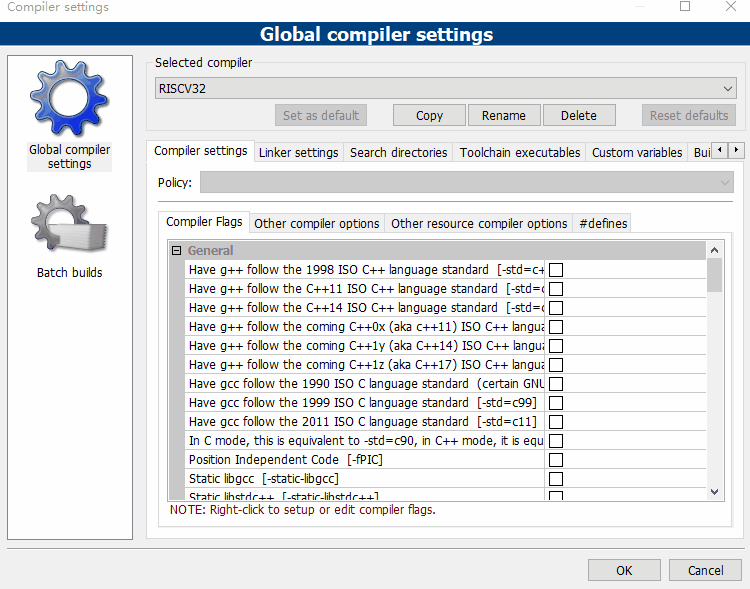 Compiler settings
Global compiler settings
Global compiler
settings
Batch builds
Selected compiler
RISCV32
Set as default Copy Rename Delete Reset defaults
Compiler settings Linker settings Search directories Toolchain executables Custom variables Bui
Policy:
Compiler Flags Other compiler options Other resource compiler options #defines
General
Have g++ follow the 1998 ISO C++ language standard [-std=c+
Have g++ follow the C++11 ISO C++ language standard [-std=c
Have g++ follow the C++14 ISO C++ language standard [-std=c
Have g++ follow the coming C++0x (aka c++11) ISO C++ langua
Have g++ follow the coming C++1y (aka C++14) ISO C++ langua
Have g++ follow the coming C++1z (aka C++17) ISO C++ langua
Have gcc follow the 1990 ISO C language standard (certain GNU
Have gcc follow the 1999 ISO C language standard [-std=c99]
Have gcc follow the 2011 ISO C language standard [-std=c11]
In C mode, this is equivalent to -std=c90, in C++ mode, it is equ
Position Independent Code [-fPIC]
Static libgcc [-static-libgcc]
Static libstdc++ [-static-libstdc++]
NOTE: Right-click to setup or edit compiler flags.
OK Cancel